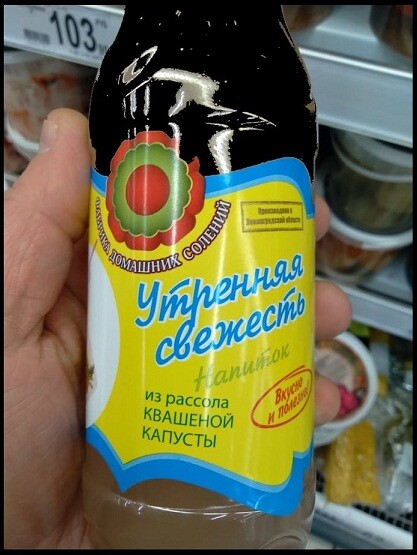 103
ФАБРИКА ДОМАШНИХ СОЛЕНИЙ
Произведено в
Ленинградской области
Утренняя
свежесть
Напиток
из рассола
КВАШЕНОЙ
КАПУСТЫ
Вкусно
и полезно!